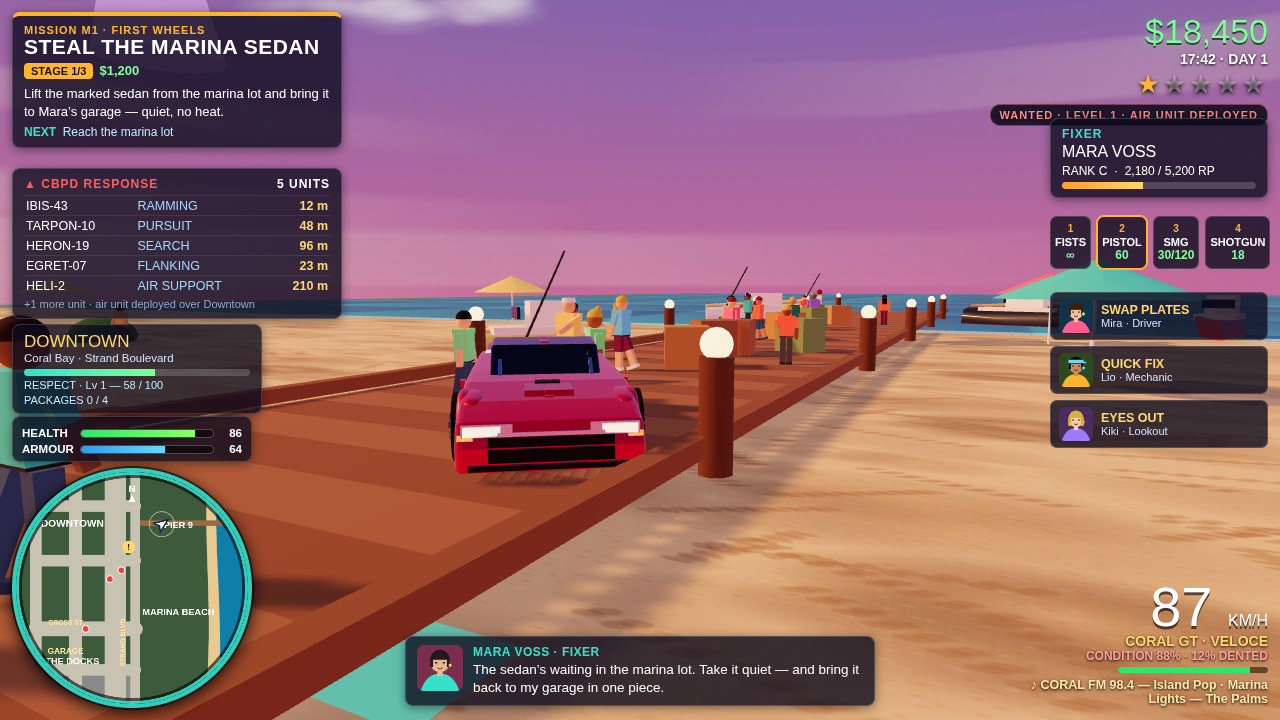 MISSION M1 · FIRST WHEELS
STEAL THE MARINA SEDAN
STAGE 1/3 $1,200
Lift the marked sedan from the marina lot and bring it
to Mara's garage — quiet, no heat.
NEXT Reach the marina lot
▲ CBPD RESPONSE 5 UNITS
IBIS-43 RAMMING 12 m
TARPON-10 PURSUIT 48 m
HERON-19 SEARCH 96 m
EGRET-07 FLANKING 23 m
HELI-2 AIR SUPPORT 210 m
+1 more unit · air unit deployed over Downtown
DOWNTOWN
Coral Bay · Strand Boulevard
RESPECT · Lv 1 — 58 / 100
PACKAGES 0 / 4
HEALTH 86
ARMOUR 64
N
DOWNTOWN
PIER 9
!
MARINA BEACH
CROSS ST
STRAND BLVD
GARAGE
THE DOCKS
$18,450
17:42 · DAY 1
WANTED · LEVEL 1 · AIR UNIT DEPLOYED
FIXER
MARA VOSS
RANK C · 2,180 / 5,200 RP
1 FISTS ∞
2 PISTOL 60
3 SMG 30/120
4 SHOTGUN 18
SWAP PLATES
Mira · Driver
QUICK FIX
Lio · Mechanic
EYES OUT
Kiki · Lookout
MARA VOSS · FIXER
The sedan's waiting in the marina lot. Take it quiet — and bring it
back to my garage in one piece.
87 KM/H
CORAL GT · VELOCE
CONDITION 88% · 12% DENTED
♪ CORAL FM 98.4 — Island Pop · Marina
Lights — The Palms